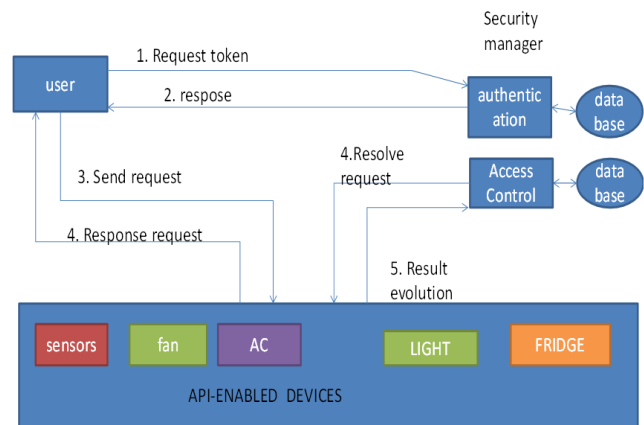 Security
manager
1. Request token
user
2. respose
authentic
ation
data
base
4.Resolve
request
3. Send request
Access
Control
data
base
4. Response request
5. Result
evolution
sensors
fan
AC
LIGHT
FRIDGE
API-ENABLED DEVICES